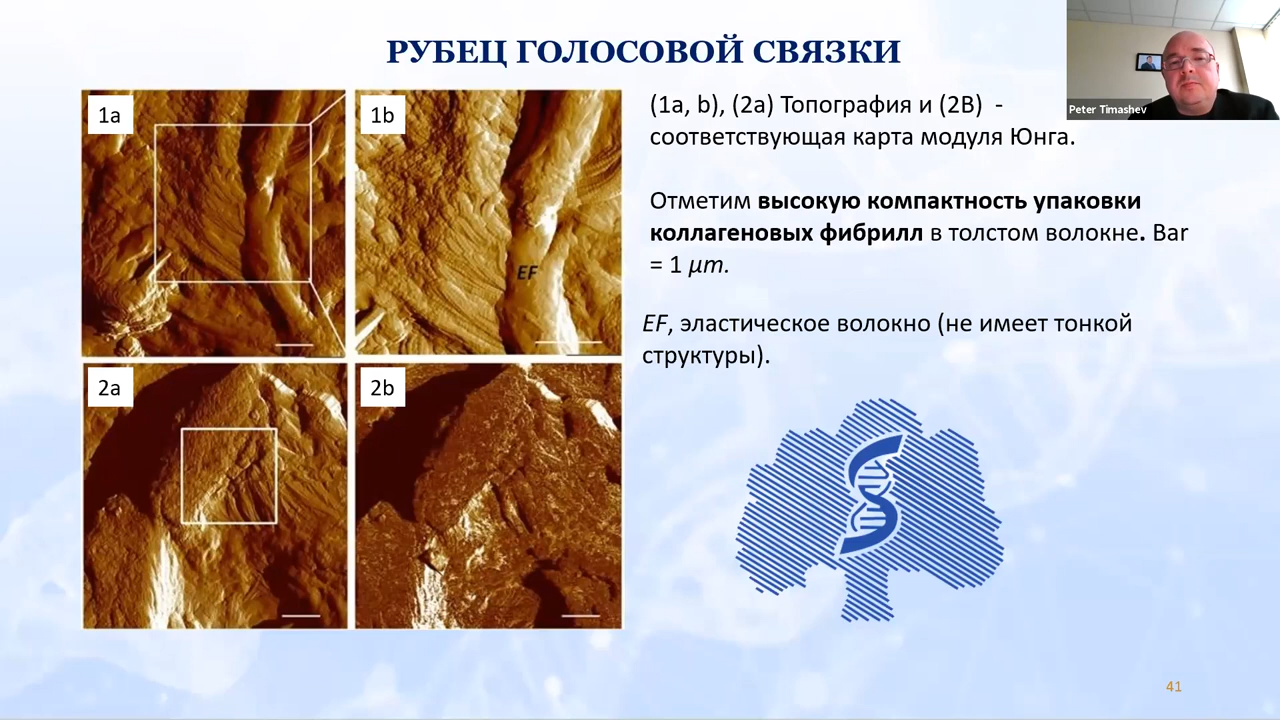 РУБЕЦ ГОЛОСОВОЙ СВЯЗКИ
Peter Timashev
1a
1b
EF
2a
2b
(1a, b), (2a) Топография и (2B) -
соответствующая карта модуля Юнга.
Отметим высокую компактность упаковки
коллагеновых фибрилл в толстом волокне. Bar
= 1 µm.
EF, эластическое волокно (не имеет тонкой
структуры).
41